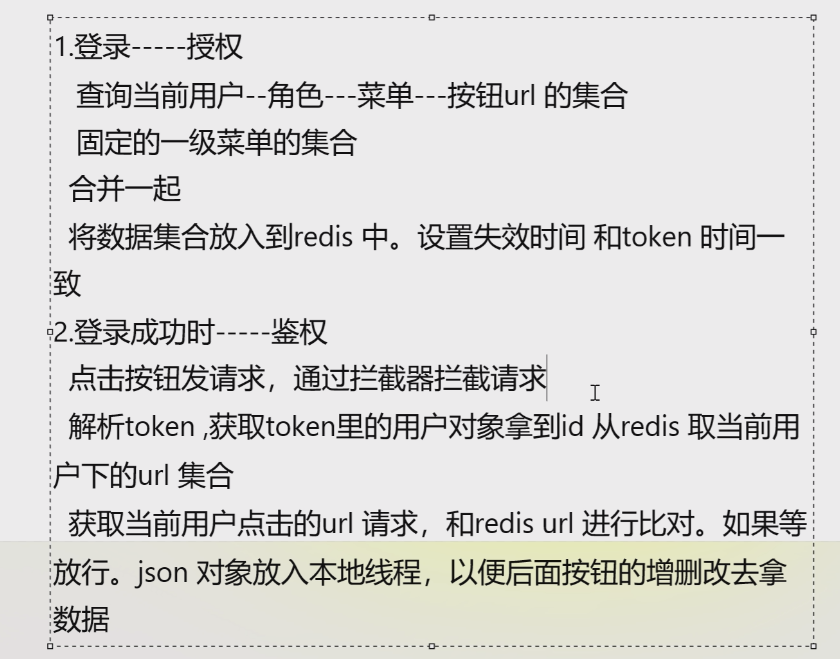 1.登录-----授权
查询当前用户--角色---菜单---按钮url 的集合
固定的一级菜单的集合
合并一起
将数据集合放入到redis 中。设置失效时间 和token 时间一
致
2.登录成功时-----鉴权
点击按钮发请求，通过拦截器拦截请求
解析token ,获取token里的用户对象拿到id 从redis 取当前用
户下的url 集合
获取当前用户点击的url 请求，和redis url 进行比对。如果等
放行。json 对象放入本地线程，以便后面按钮的增删改去拿
数据